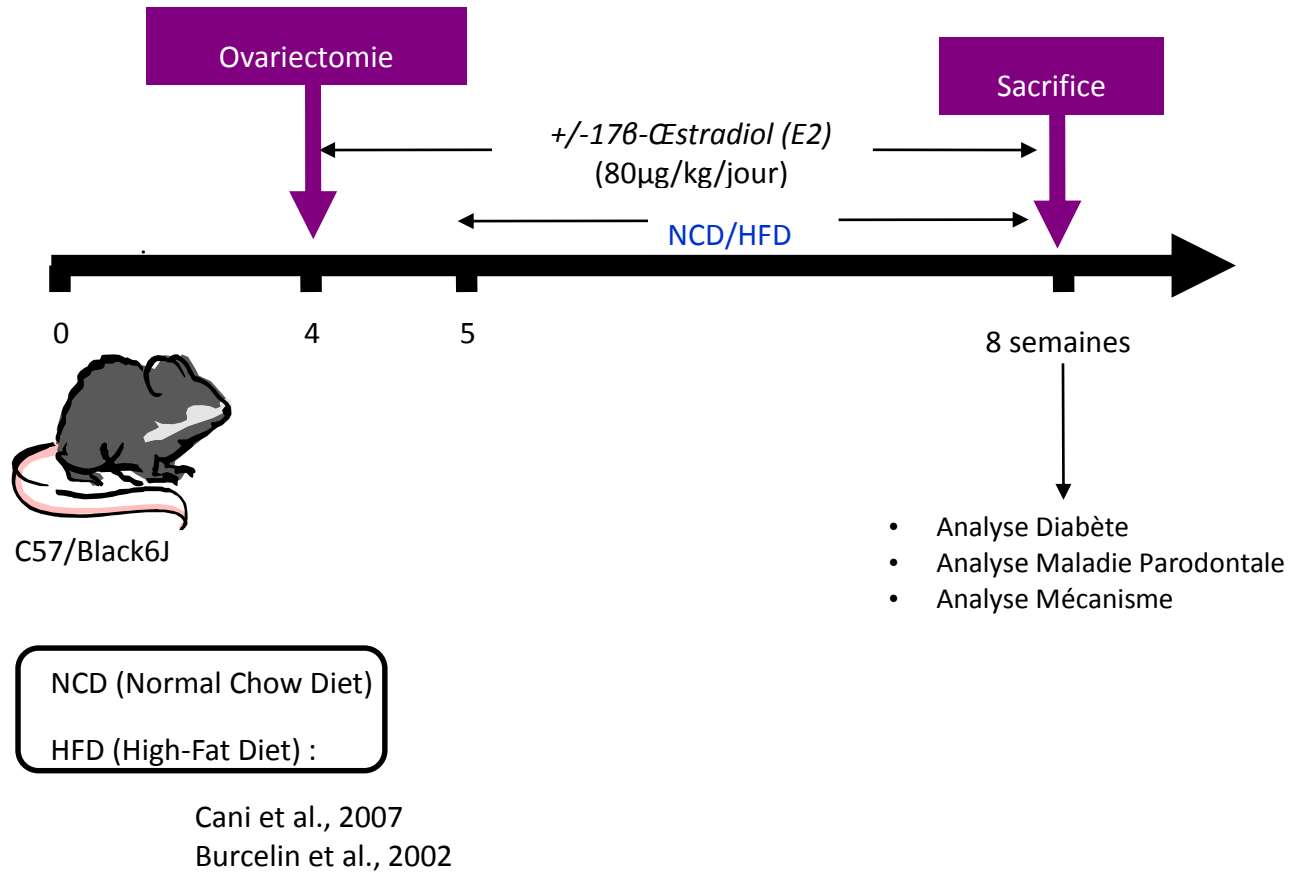 Ovariectomie
Sacrifice
+/-17β-Œstradiol (E2)
(80µg/kg/jour)
NCD/HFD
0
4
5
8 semaines
C57/Black6J
• Analyse Diabète
• Analyse Maladie Parodontale
• Analyse Mécanisme
NCD (Normal Chow Diet)
HFD (High-Fat Diet) :
Cani et al., 2007
Burcelin et al., 2002